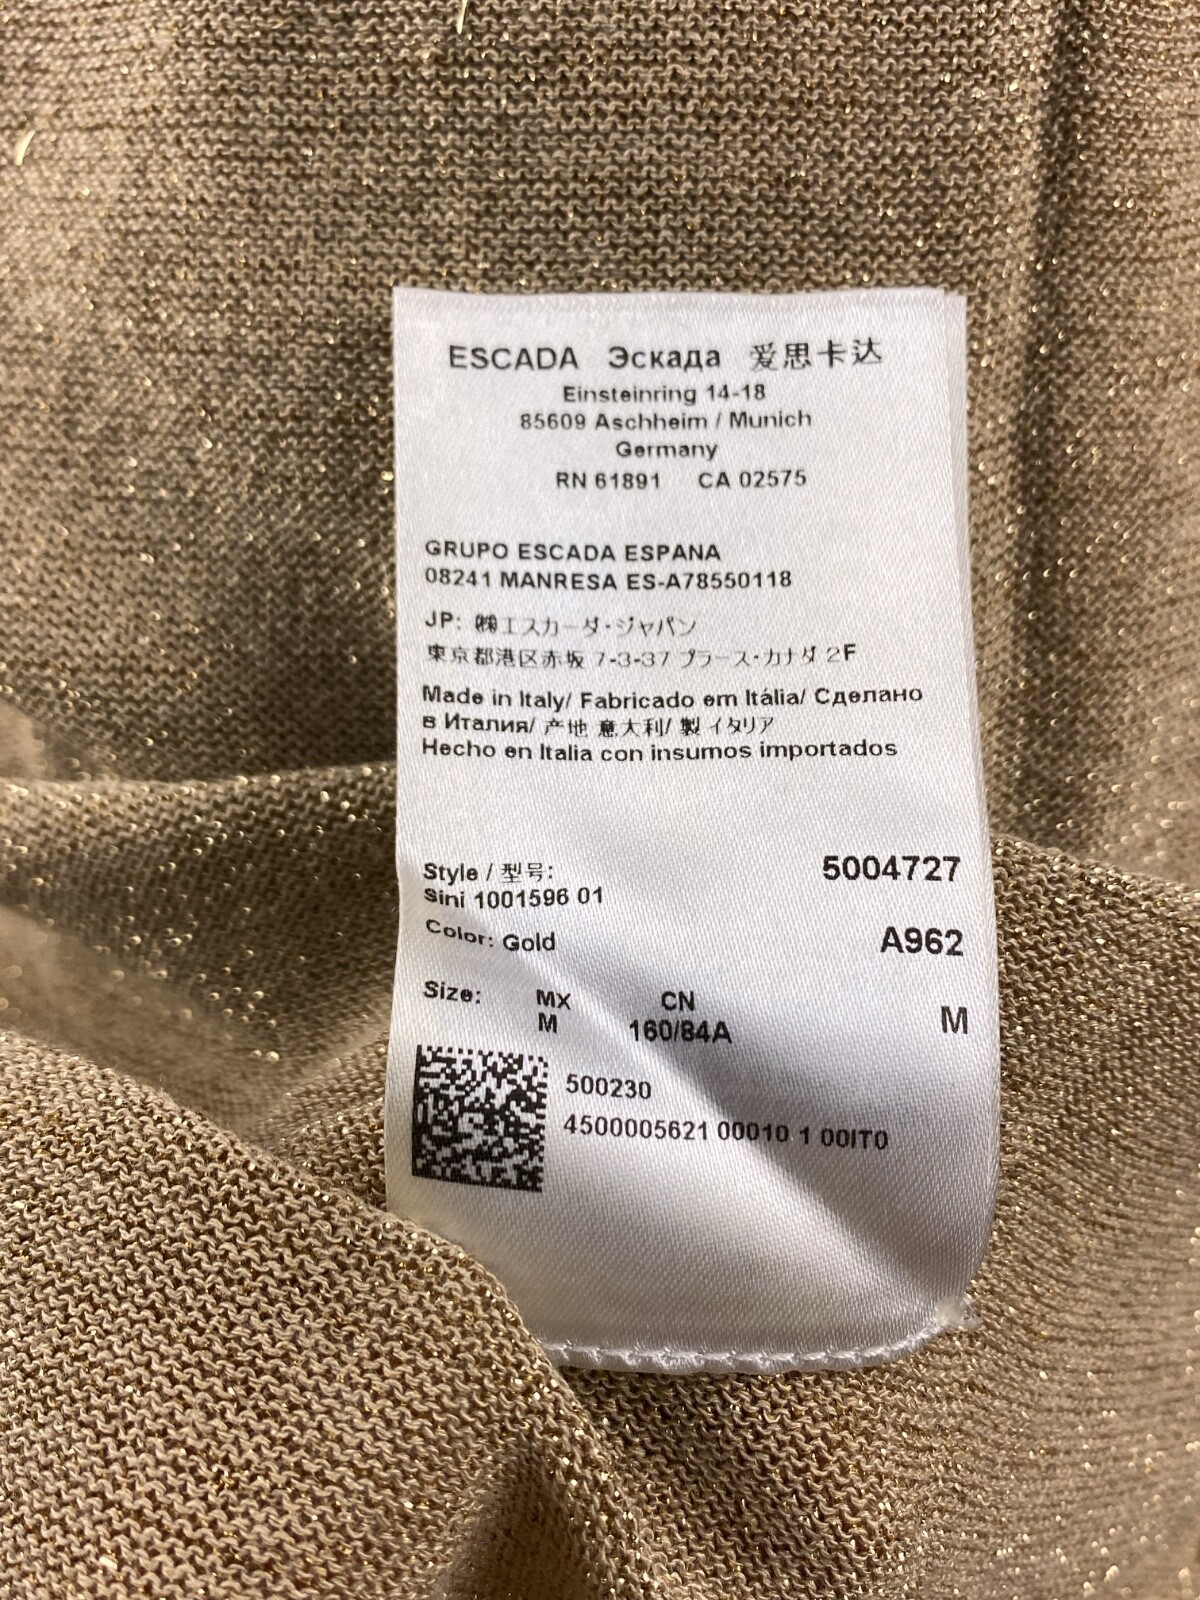 ESCADA Эскада 爱思卡达
Einsteinring 14-18
85609 Aschheim / Munich
Germany
RN 61891 CA 02575
GRUPO ESCADA ESPANA
08241 MANRESA ES-A78550118
JP: ㈱エスカーダ・ジャパン
東京都港区赤坂 7-3-37 プラース・カナダ 2F
Made in Italy/ Fabricado em Itália/ Сделано
в Италия/ 产地 意大利/ 製 イタリア
Hecho en Italia con insumos importados
Style / 型号: 5004727
Sini 1001596 01
Color: Gold A962
Size: MX CN
M 160/84A M
500230
4500005621 00010 1 00IT0